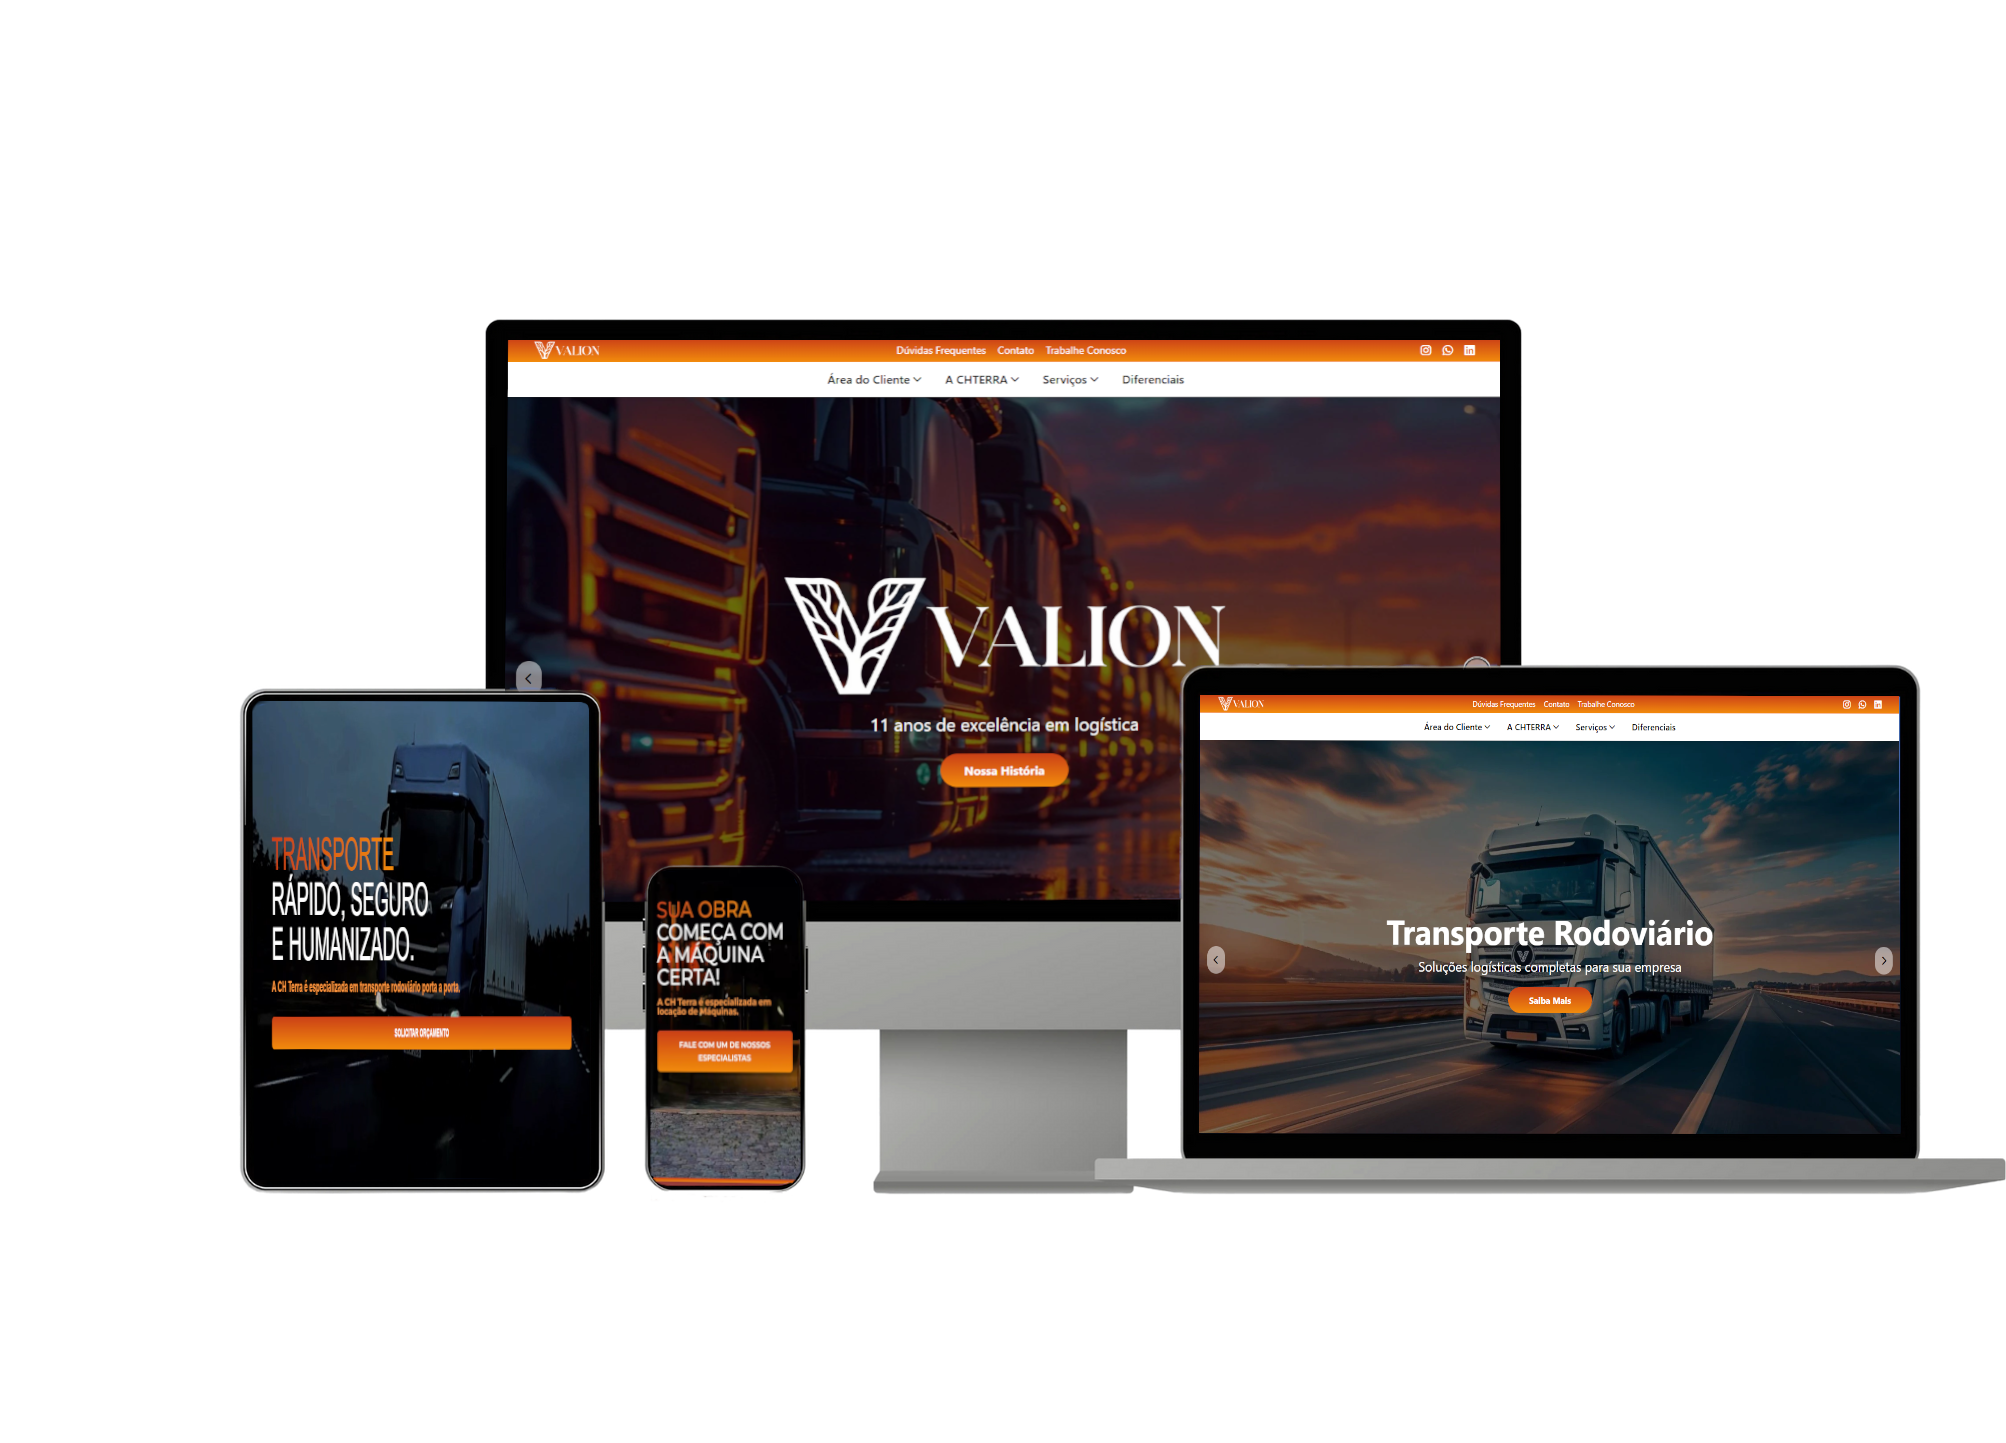 VALION
Dúvidas Frequentes Contato Trabalhe Conosco
Área do Cliente A CHTERRA Serviços Diferenciais
VALION
11 anos de excelência em logística
Nossa História
TRANSPORTE
RÁPIDO, SEGURO
E HUMANIZADO.
A CH Terra é especializada em transporte rodoviário porta a porta.
SOLICITAR ORÇAMENTO
SUA OBRA
COMEÇA COM
A MÁQUINA
CERTA!
A CH Terra é especializada em
locação de Máquinas.
FALE COM UM DE NOSSOS
ESPECIALISTAS
VALION
Dúvidas Frequentes Contato Trabalhe Conosco
Área do Cliente A CHTERRA Serviços Diferenciais
Transporte Rodoviário
Soluções logísticas completas para sua empresa
Saiba Mais